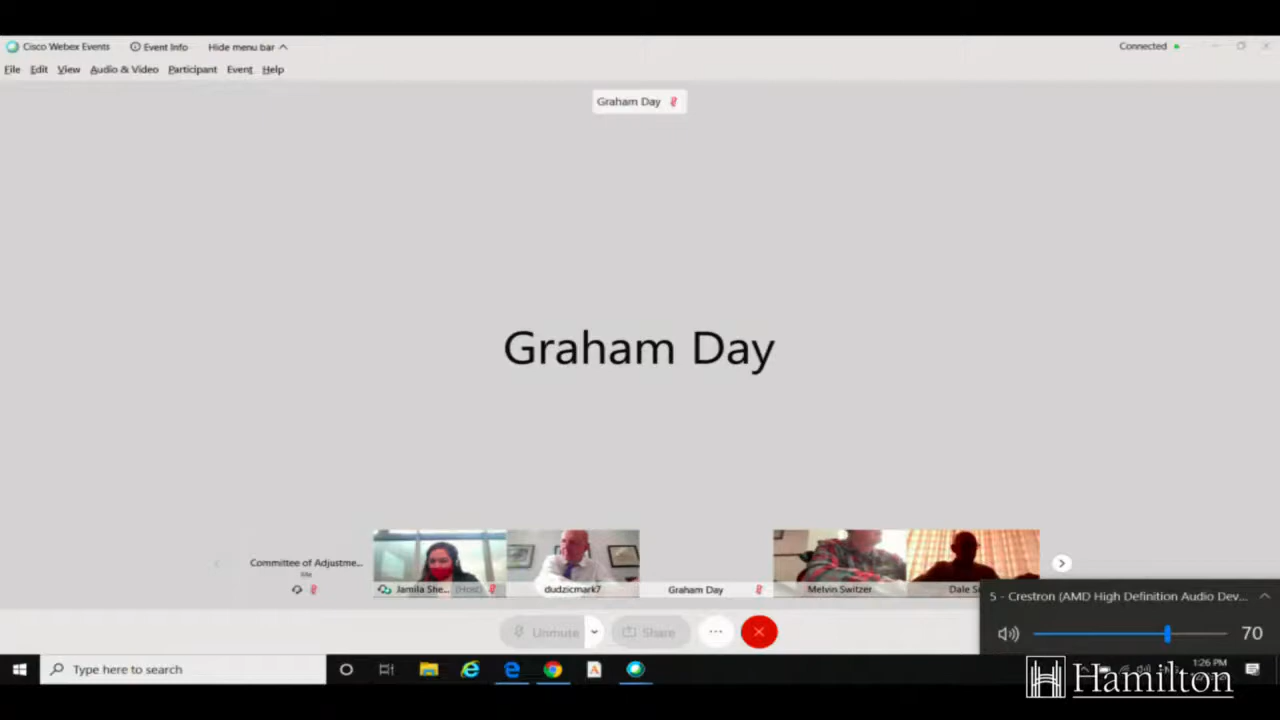 Cisco Webex Events Event Info Hide menu bar Connected
File Edit View Audio & Video Participant Event Help
Graham Day
Graham Day
Committee of Adjustme...
Me
Jamila She... (Host)
dudzicmark7
Graham Day
Melvin Switzer
Dale S
5 - Crestron (AMD High Definition Audio Dev...
Unmute
Share
70
Type here to search
1:26 PM
Hamilton